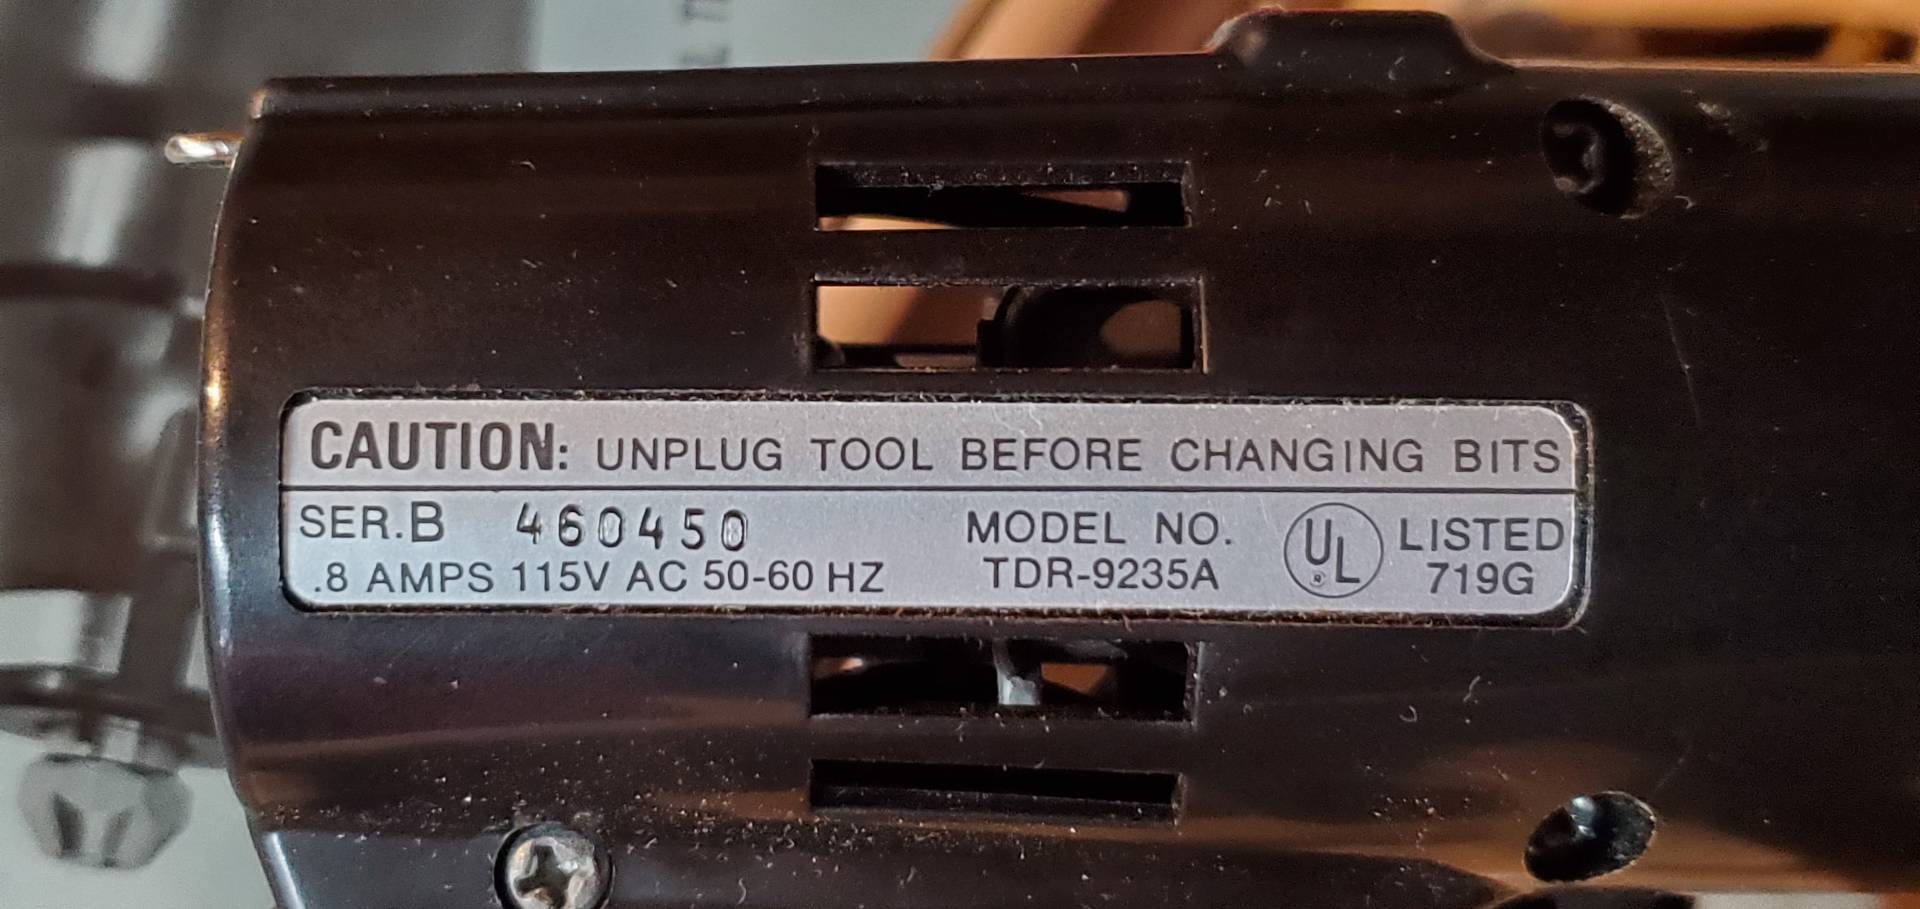 CAUTION: UNPLUG TOOL BEFORE CHANGING BITS
SER.B 460450
.8 AMPS 115V AC 50-60 HZ
MODEL NO.
TDR-9235A
UL®
LISTED
719G